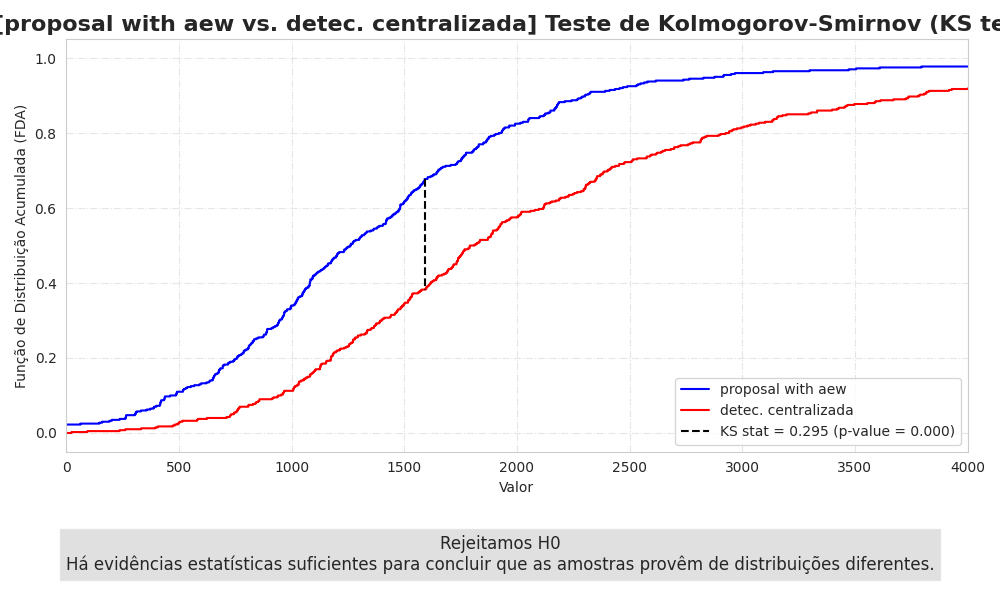 [proposal with aew vs. detec. centralizada] Teste de Kolmogorov-Smirnov (KS te
Função de Distribuição Acumulada (FDA)
1.0
0.8
0.6
0.4
0.2
0.0
0 500 1000 1500 2000 2500 3000 3500 4000
Valor
proposal with aew
detec. centralizada
KS stat = 0.295 (p-value = 0.000)
Rejeitamos H0
Há evidências estatísticas suficientes para concluir que as amostras provêm de distribuições diferentes.